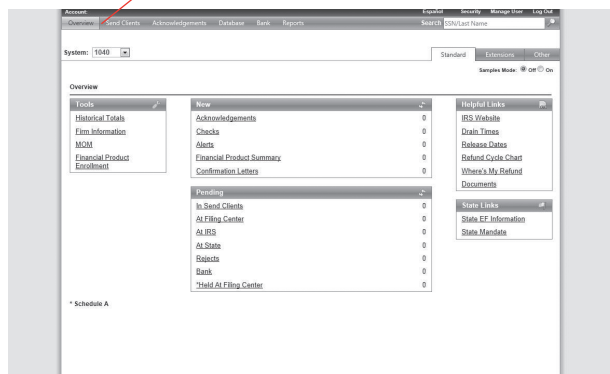 Account: Español Security Manage User Log Out
Overview Send Clients Acknowledgements Database Bank Reports Search SSN/Last Name
System: 1040 Standard Extensions Other
Samples Mode: Off On
Overview
Tools
Historical Totals
Firm Information
MOM
Financial Product
Enrollment
New
Acknowledgements 0
Checks 0
Alerts 0
Financial Product Summary 0
Confirmation Letters 0
Pending
In Send Clients 0
At Filing Center 0
At IRS 0
At State 0
Rejects 0
Bank 0
*Held At Filing Center 0
Helpful Links
IRS Website
Drain Times
Release Dates
Refund Cycle Chart
Where's My Refund
Documents
State Links
State EF Information
State Mandate
* Schedule A